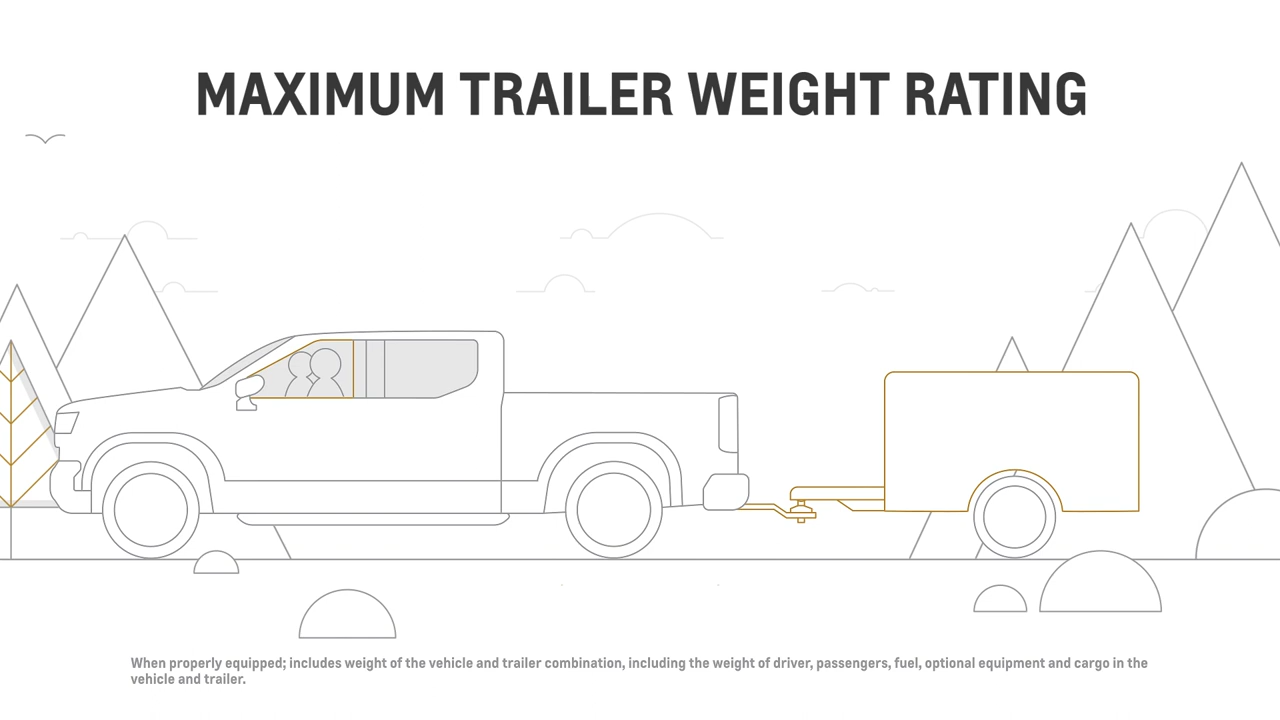 MAXIMUM TRAILER WEIGHT RATING
When properly equipped; includes weight of the vehicle and trailer combination, including the weight of driver, passengers, fuel, optional equipment and cargo in the
vehicle and trailer.